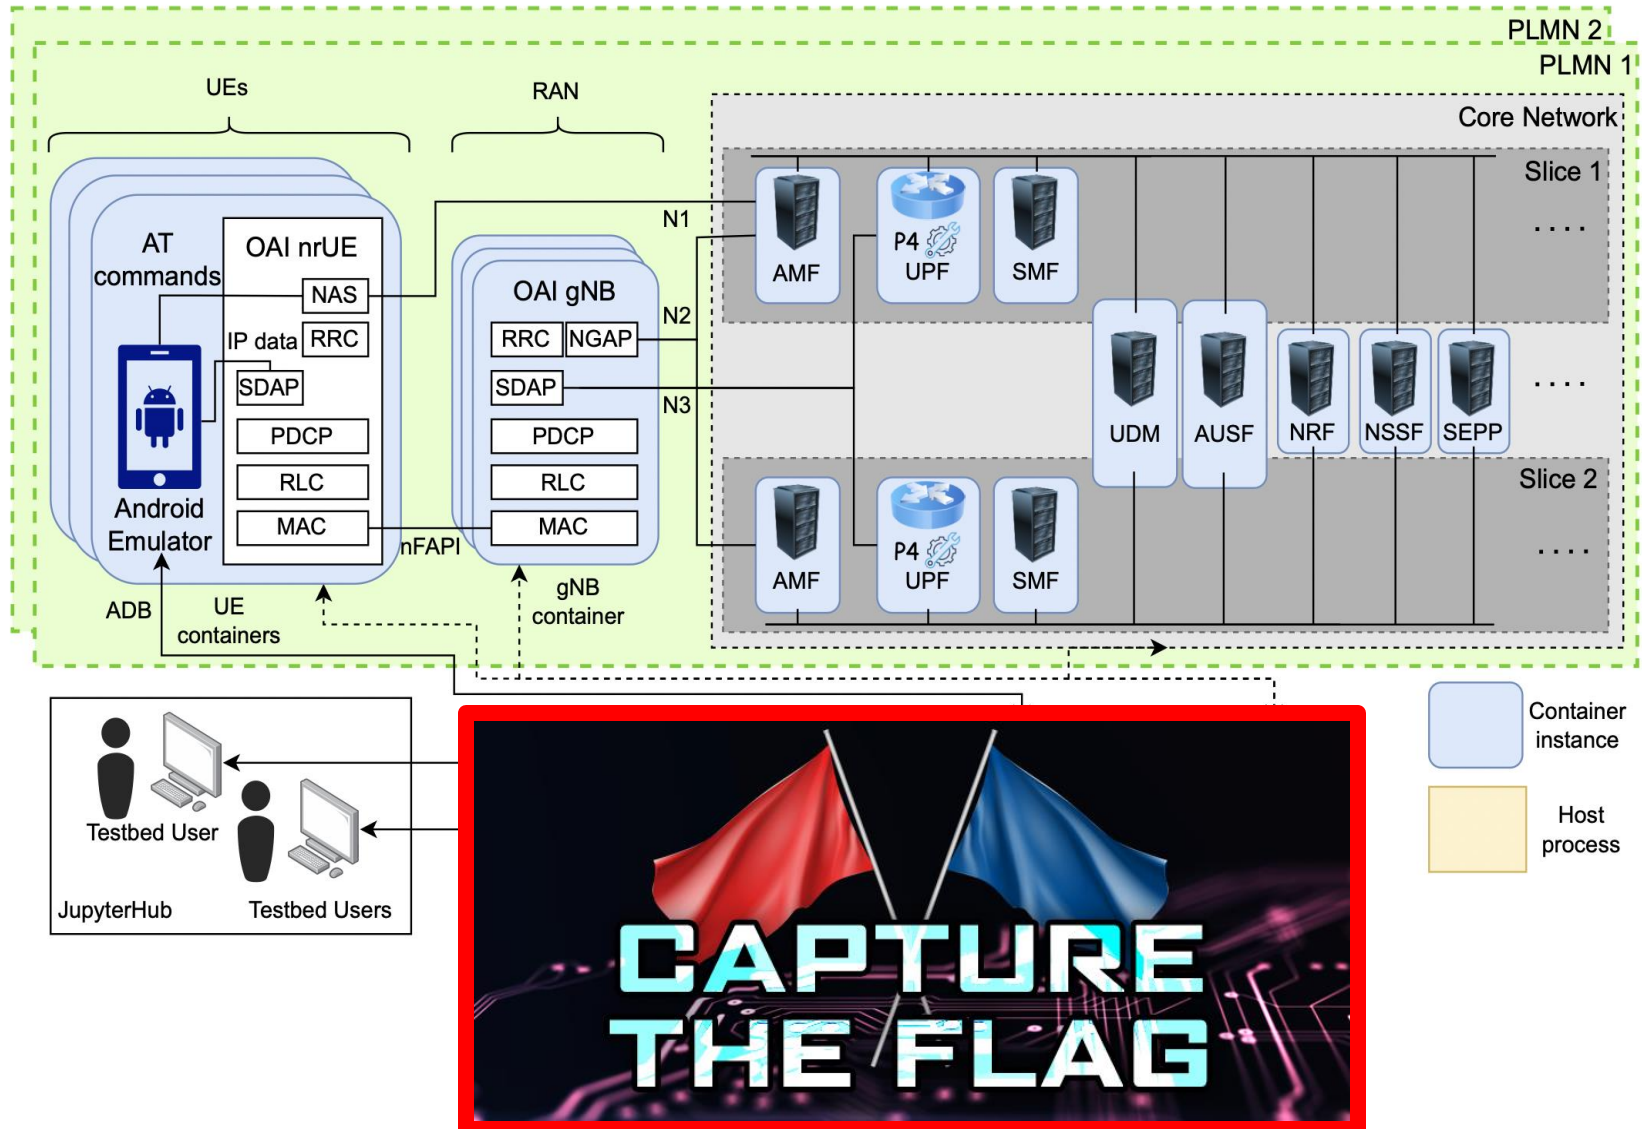 PLMN 2
PLMN 1
UEs
RAN
Core Network
Slice 1
AT
commands
OAI nrUE
NAS
RRC
IP data
SDAP
PDCP
RLC
MAC
Android
Emulator
OAI gNB
RRC
NGAP
SDAP
PDCP
RLC
MAC
nFAPI
N1
N2
N3
AMF
P4
UPF
SMF
. . . .
UDM
AUSF
NRF
NSSF
SEPP
. . . .
Slice 2
AMF
P4
UPF
SMF
. . . .
ADB
UE
containers
gNB
container
Testbed User
JupyterHub
Testbed Users
CAPTURE
THE FLAG
Container
instance
Host
process